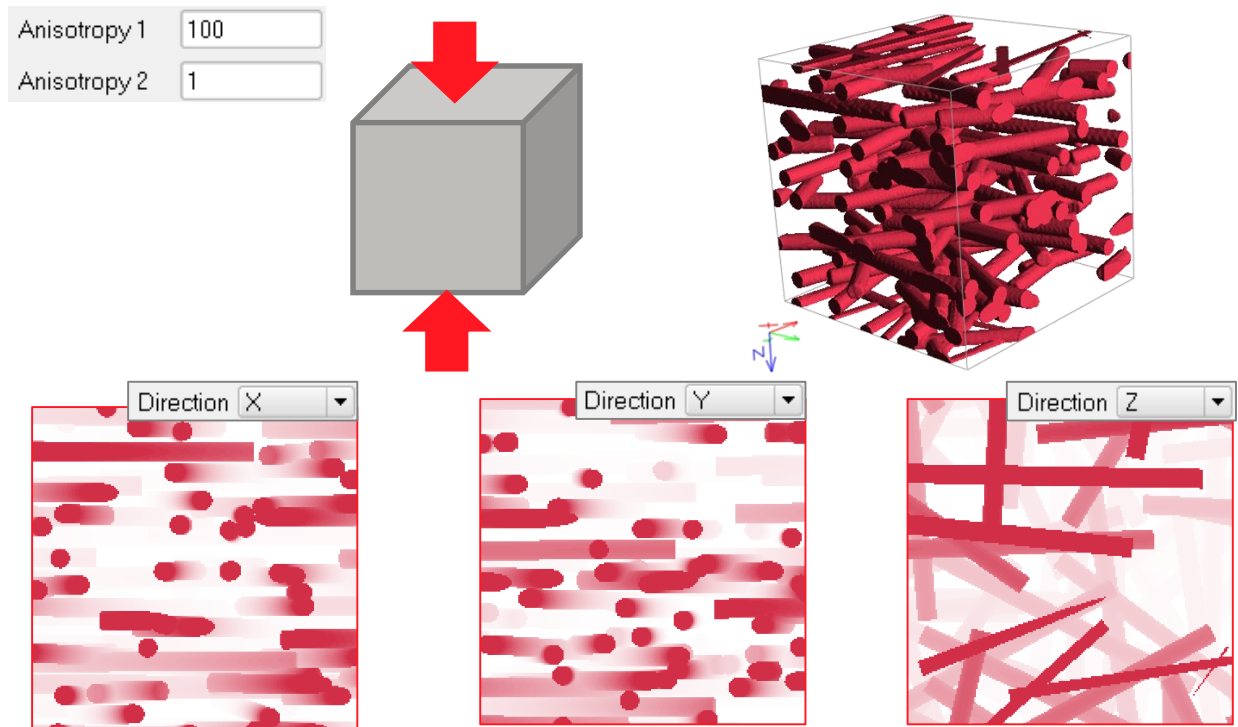 Anisotropy 1 100
Anisotropy 2 1
Z
Direction X
Direction Y
Direction Z